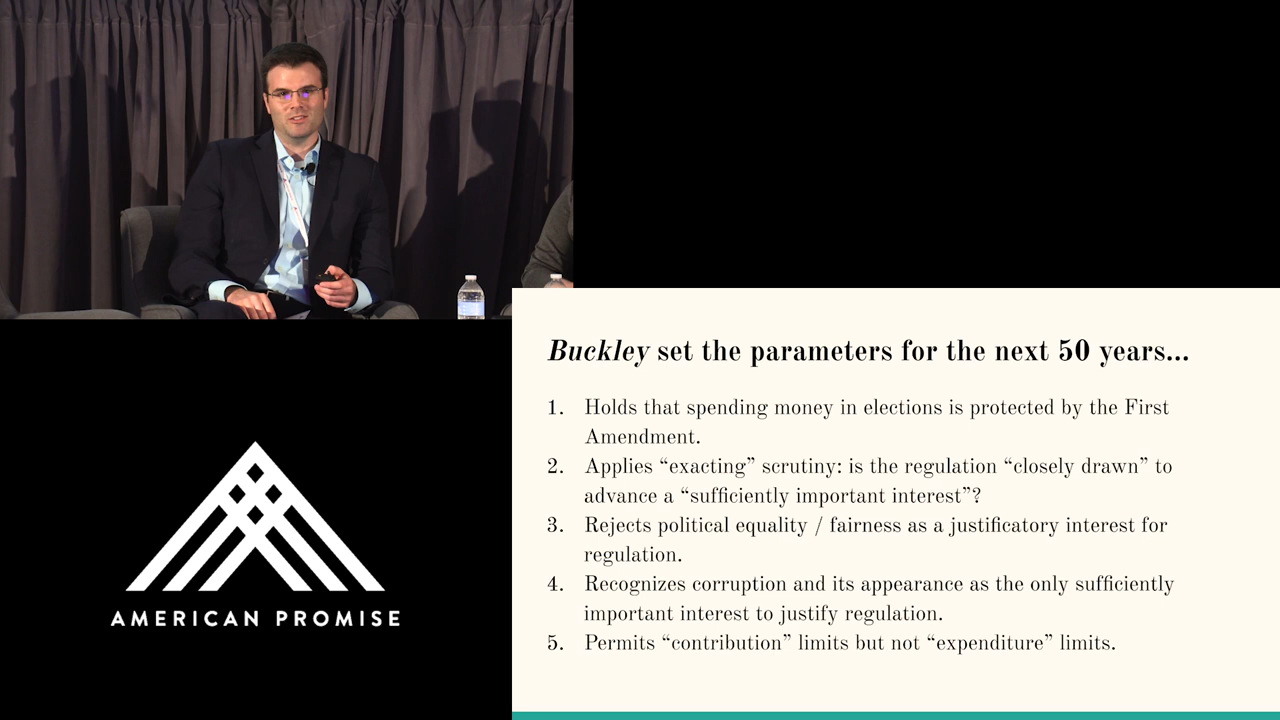 Buckley set the parameters for the next 50 years...
1. Holds that spending money in elections is protected by the First
Amendment.
2. Applies “exacting” scrutiny: is the regulation “closely drawn” to
advance a “sufficiently important interest”?
3. Rejects political equality / fairness as a justificatory interest for
regulation.
4. Recognizes corruption and its appearance as the only sufficiently
important interest to justify regulation.
5. Permits “contribution” limits but not “expenditure” limits.
AMERICAN PROMISE